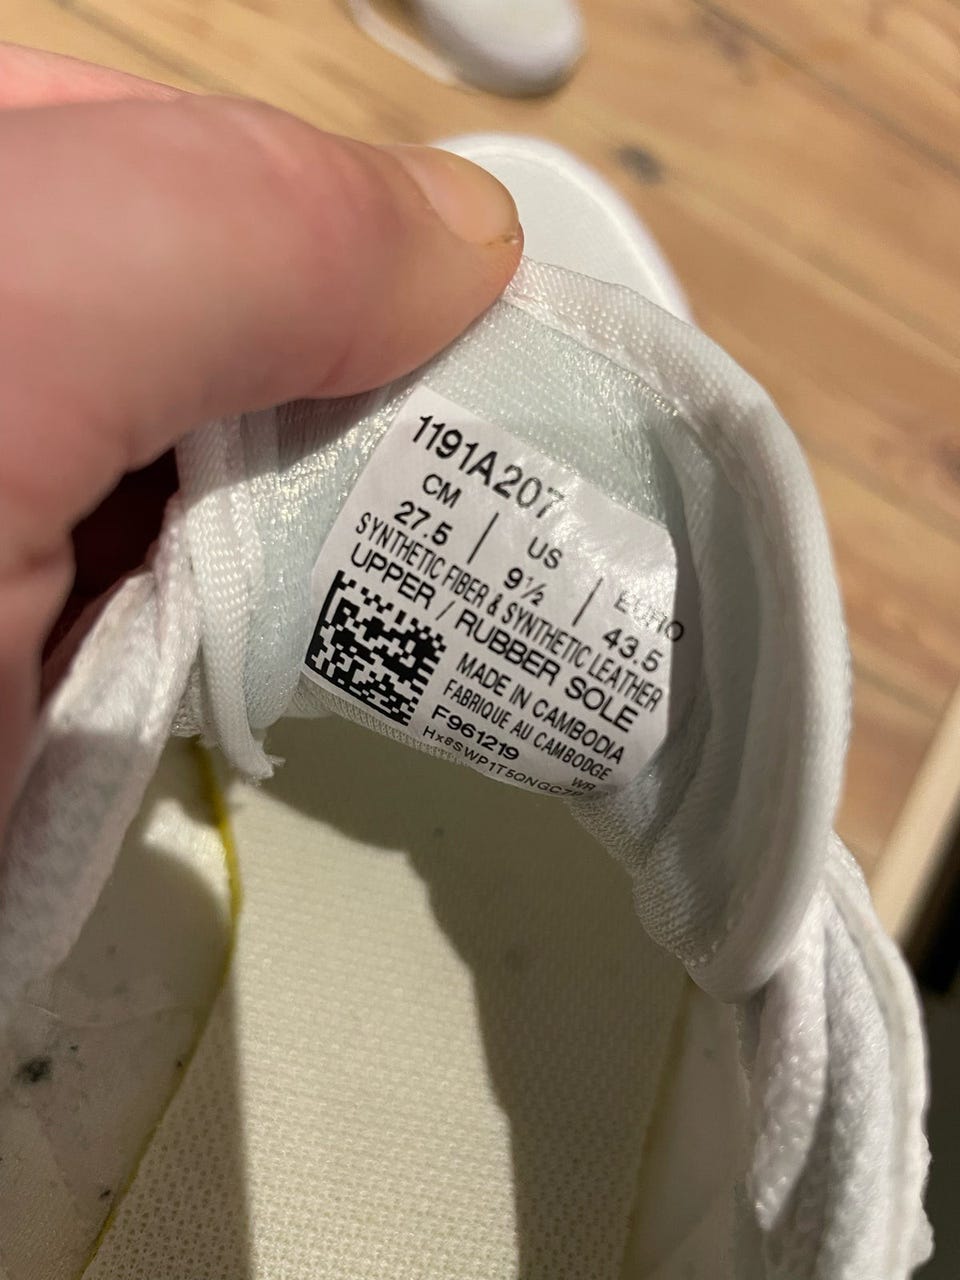 1191A207
CM | US | EURO
27.5 | 9½ | 43.5
SYNTHETIC FIBER & SYNTHETIC LEATHER
UPPER / RUBBER SOLE
MADE IN CAMBODIA
FABRIQUE AU CAMBODGE
F961219 WR